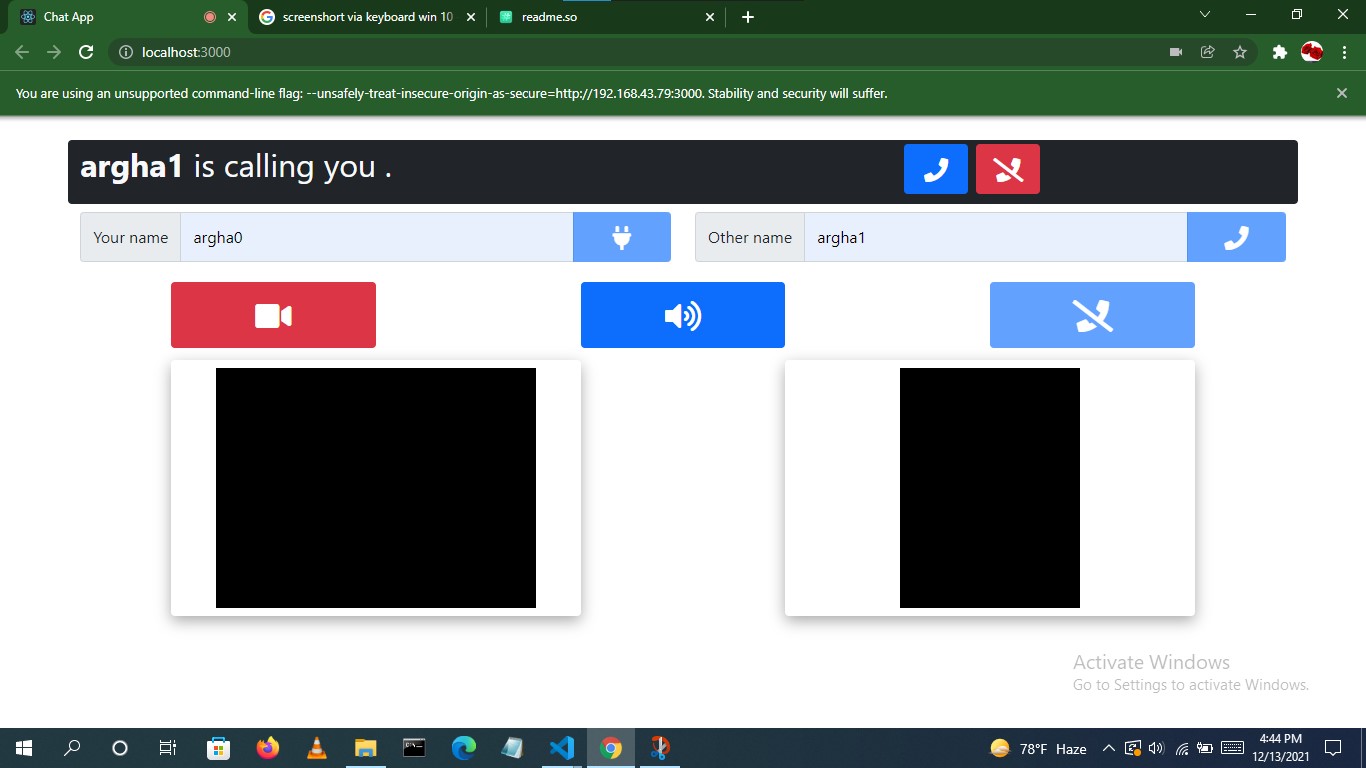 Chat App
screenshort via keyboard win 10
readme.so
localhost:3000
You are using an unsupported command-line flag: --unsafely-treat-insecure-origin-as-secure=http://192.168.43.79:3000. Stability and security will suffer.
argha1 is calling you .
Your name argha0 Other name argha1
Activate Windows
Go to Settings to activate Windows.
78°F Haze
4:44 PM
12/13/2021